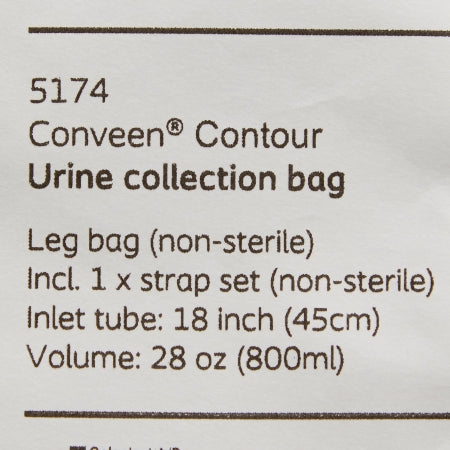 5174
Conveen® Contour
Urine collection bag
Leg bag (non-sterile)
Incl. 1 x strap set (non-sterile)
Inlet tube: 18 inch (45cm)
Volume: 28 oz (800ml)